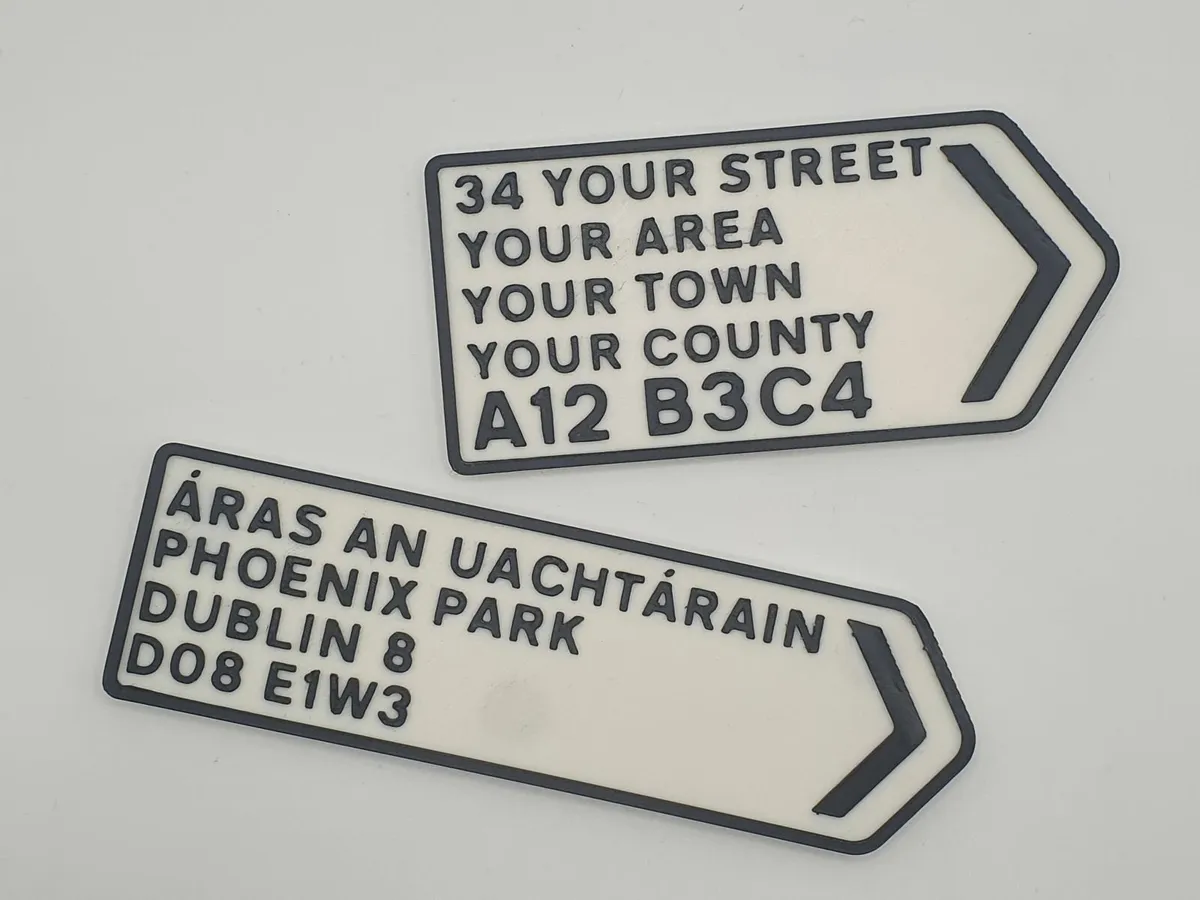 34 YOUR STREET
YOUR AREA
YOUR TOWN
YOUR COUNTY
A12 B3C4
ÁRAS AN UACHTÁRAIN
PHOENIX PARK
DUBLIN 8
D08 E1W3